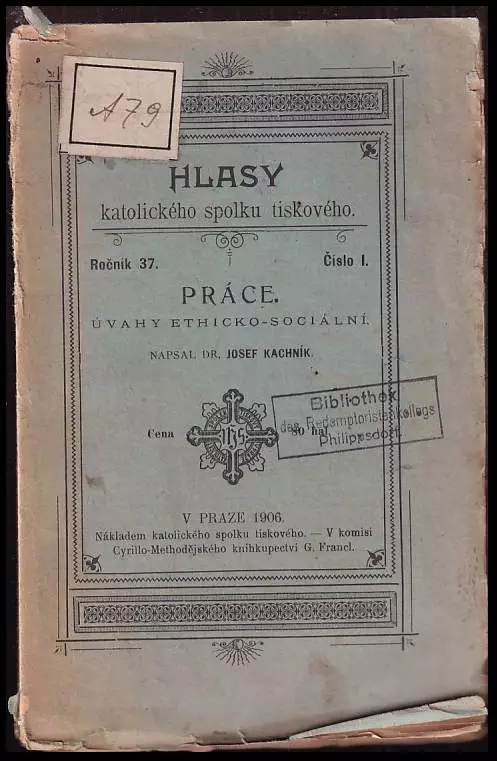 A79
HLASY
katolického spolku tiskového.
Ročník 37.
Číslo I.
PRÁCE.
ÚVAHY ETHICKO-SOCIÁLNÍ.
NAPSAL DR. JOSEF KACHNÍK.
Cena
hal
Bibliothek
des Redemptoristenkollegs
Philippsdorf
V PRAZE 1906.
Nákladem katolického spolku tiskového. — V komisi
Cyrillo-Methodějského knihkupectví G. Francl.